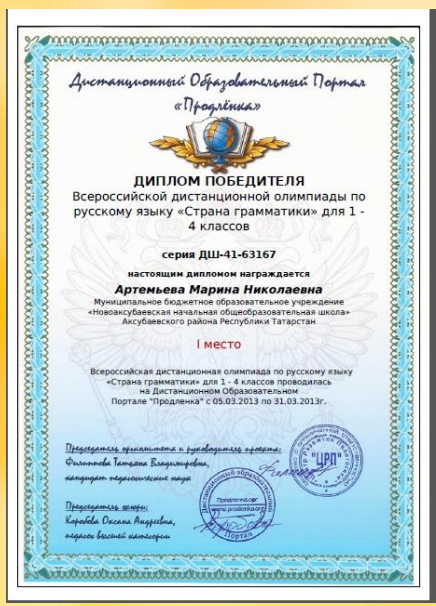 Дистанционный Образовательный Портал
«Продлёнка»
ДИПЛОМ ПОБЕДИТЕЛЯ
Всероссийской дистанционной олимпиады по
русскому языку «Страна грамматики» для 1 -
4 классов
серия ДШ-41-63167
настоящим дипломом награждается
Артемьева Марина Николаевна
Муниципальное бюджетное образовательное учреждение
«Новоаксубаевская начальная общеобразовательная школа»
Аксубаевского района Республики Татарстан
I место
Всероссийская дистанционная олимпиада по русскому языку
«Страна грамматики» для 1 - 4 классов проводилась
на Дистанционном Образовательном
Портале "Продленка" с 05.03.2013 по 31.03.2013г.
Председатель оргкомитета и руководитель проекта:
Филиппова Татьяна Владимировна,
кандидат педагогических наук
"ЦРП"
Продленка.org
www.prodlenka.org
Портал
Председатель жюри:
Коробова Оксана Андреевна,
педагог высшей категории